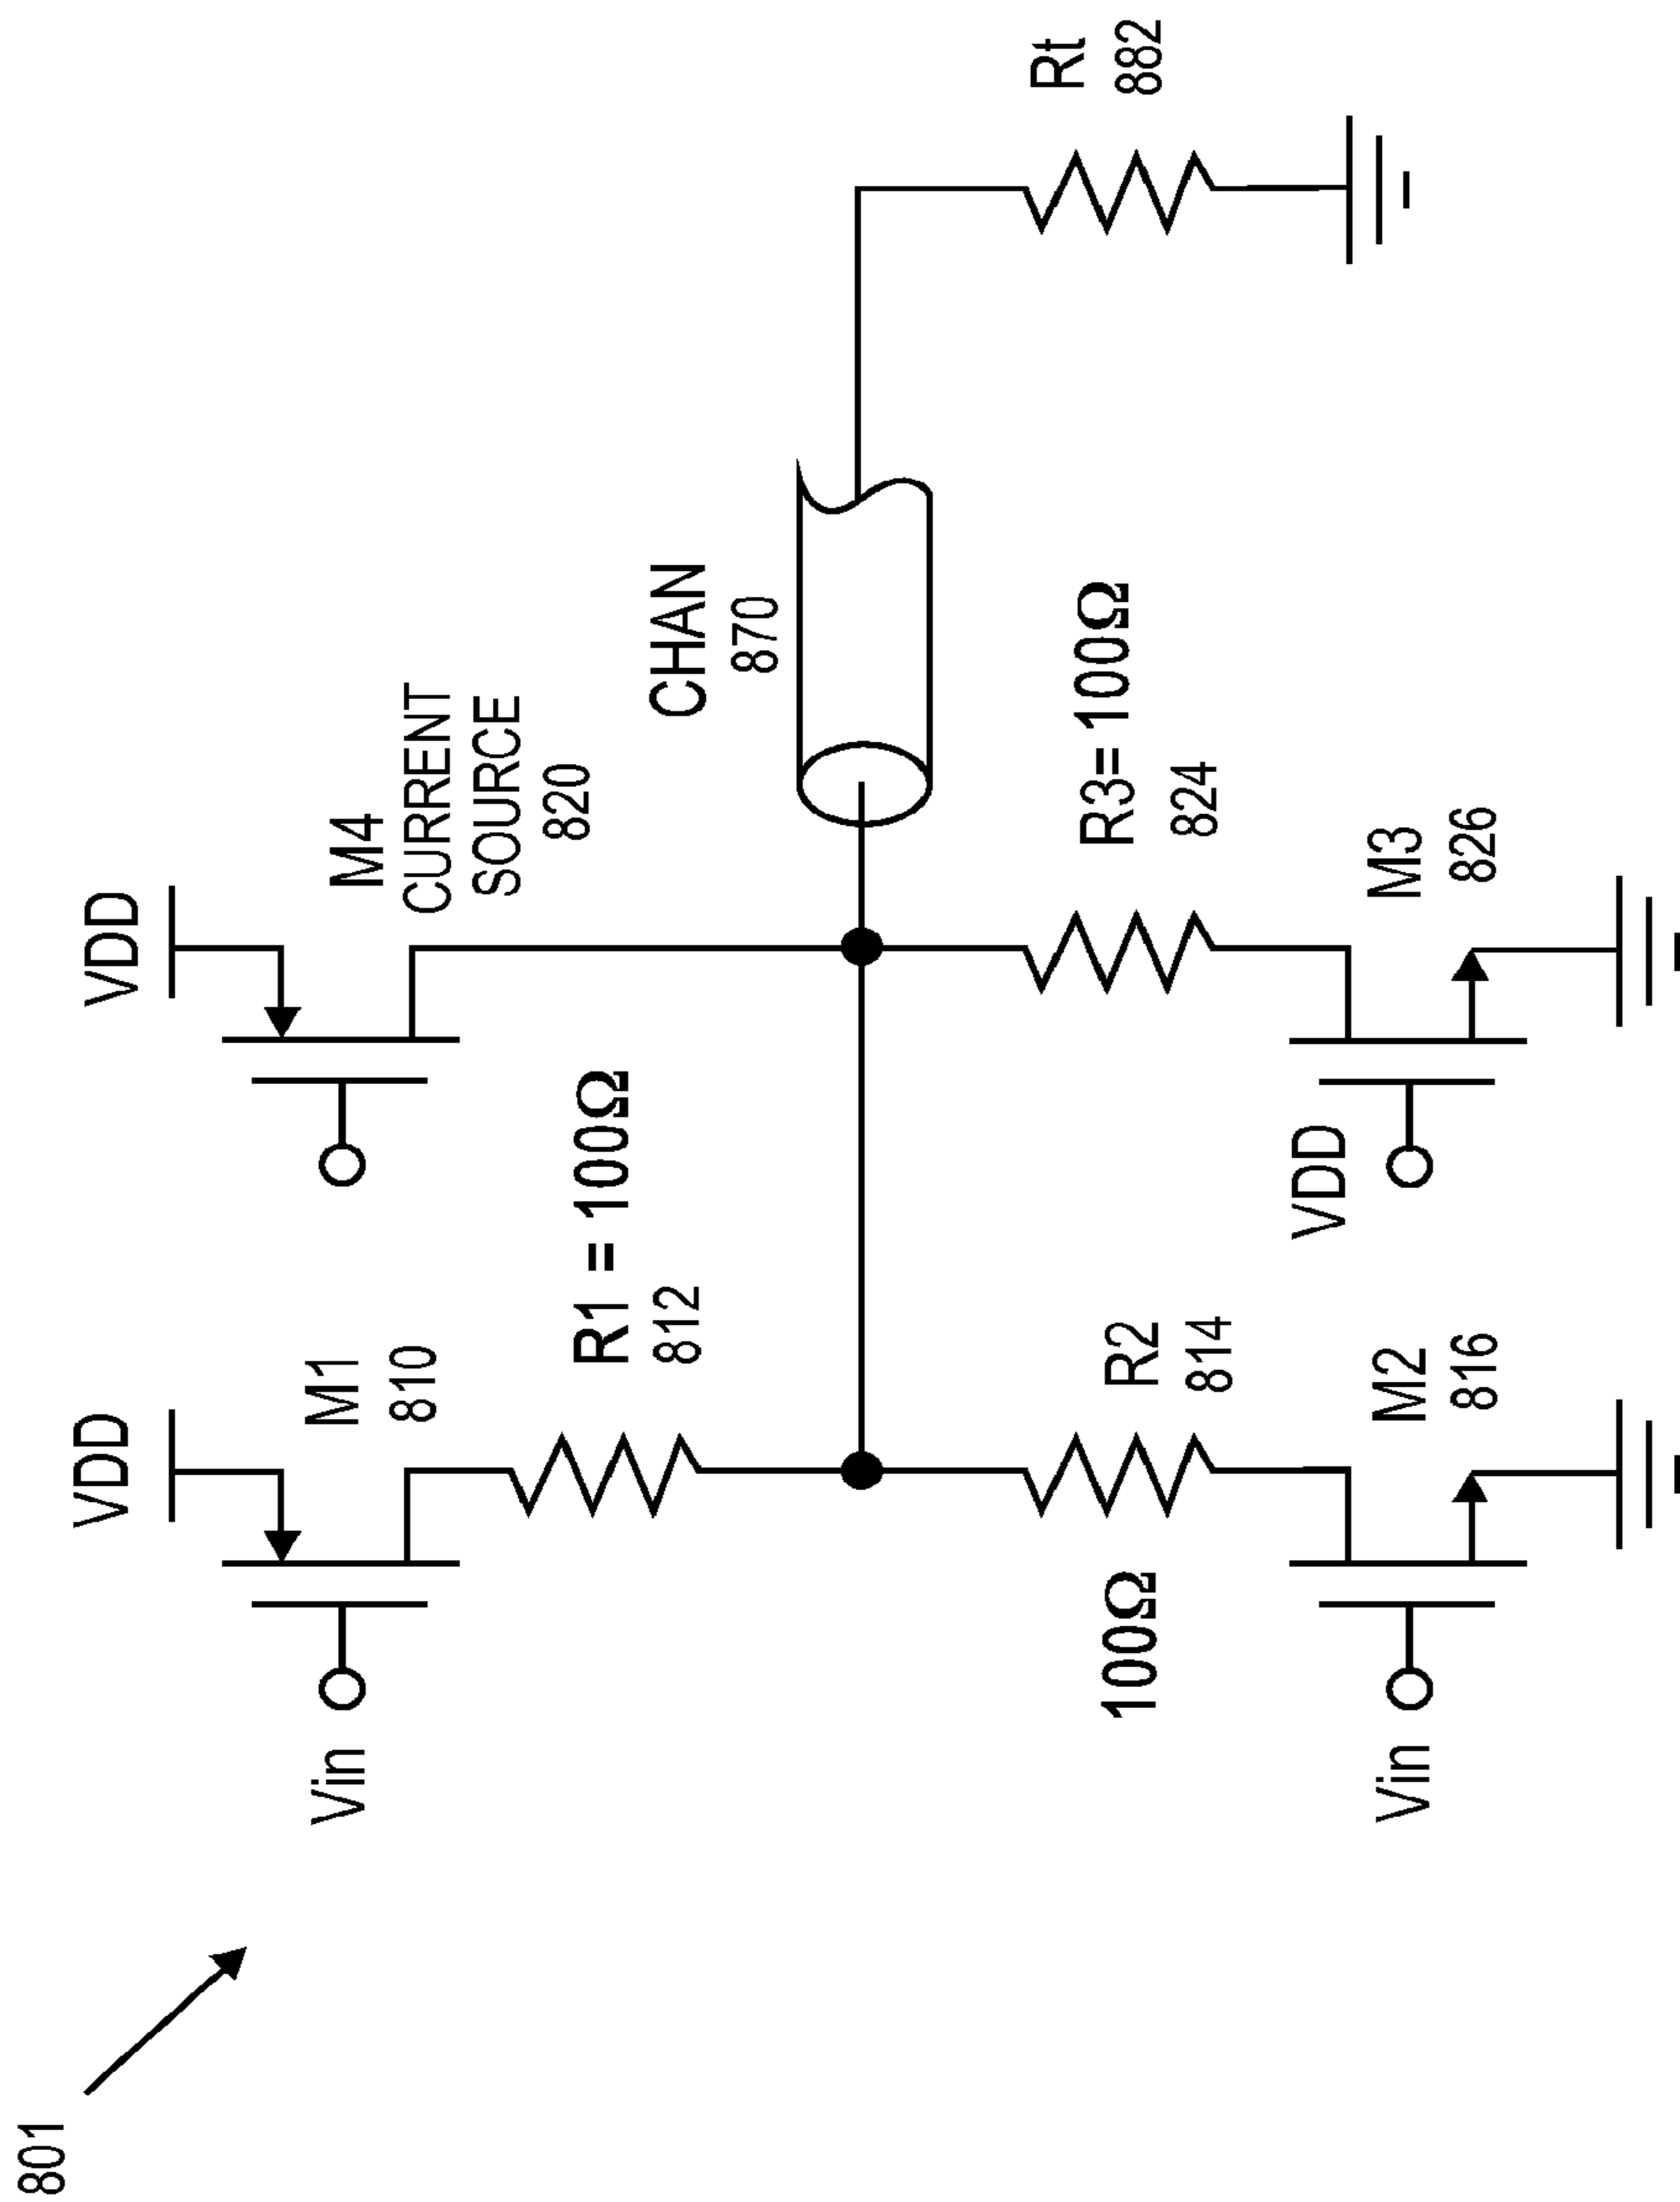 801
VDD
M1
810
Vin
R1 = 100Ω
812
R2
814
100Ω
M2
816
Vin
VDD
M4
CURRENT
SOURCE
820
R3= 100Ω
824
M3
826
VDD
CHAN
870
Rt
882